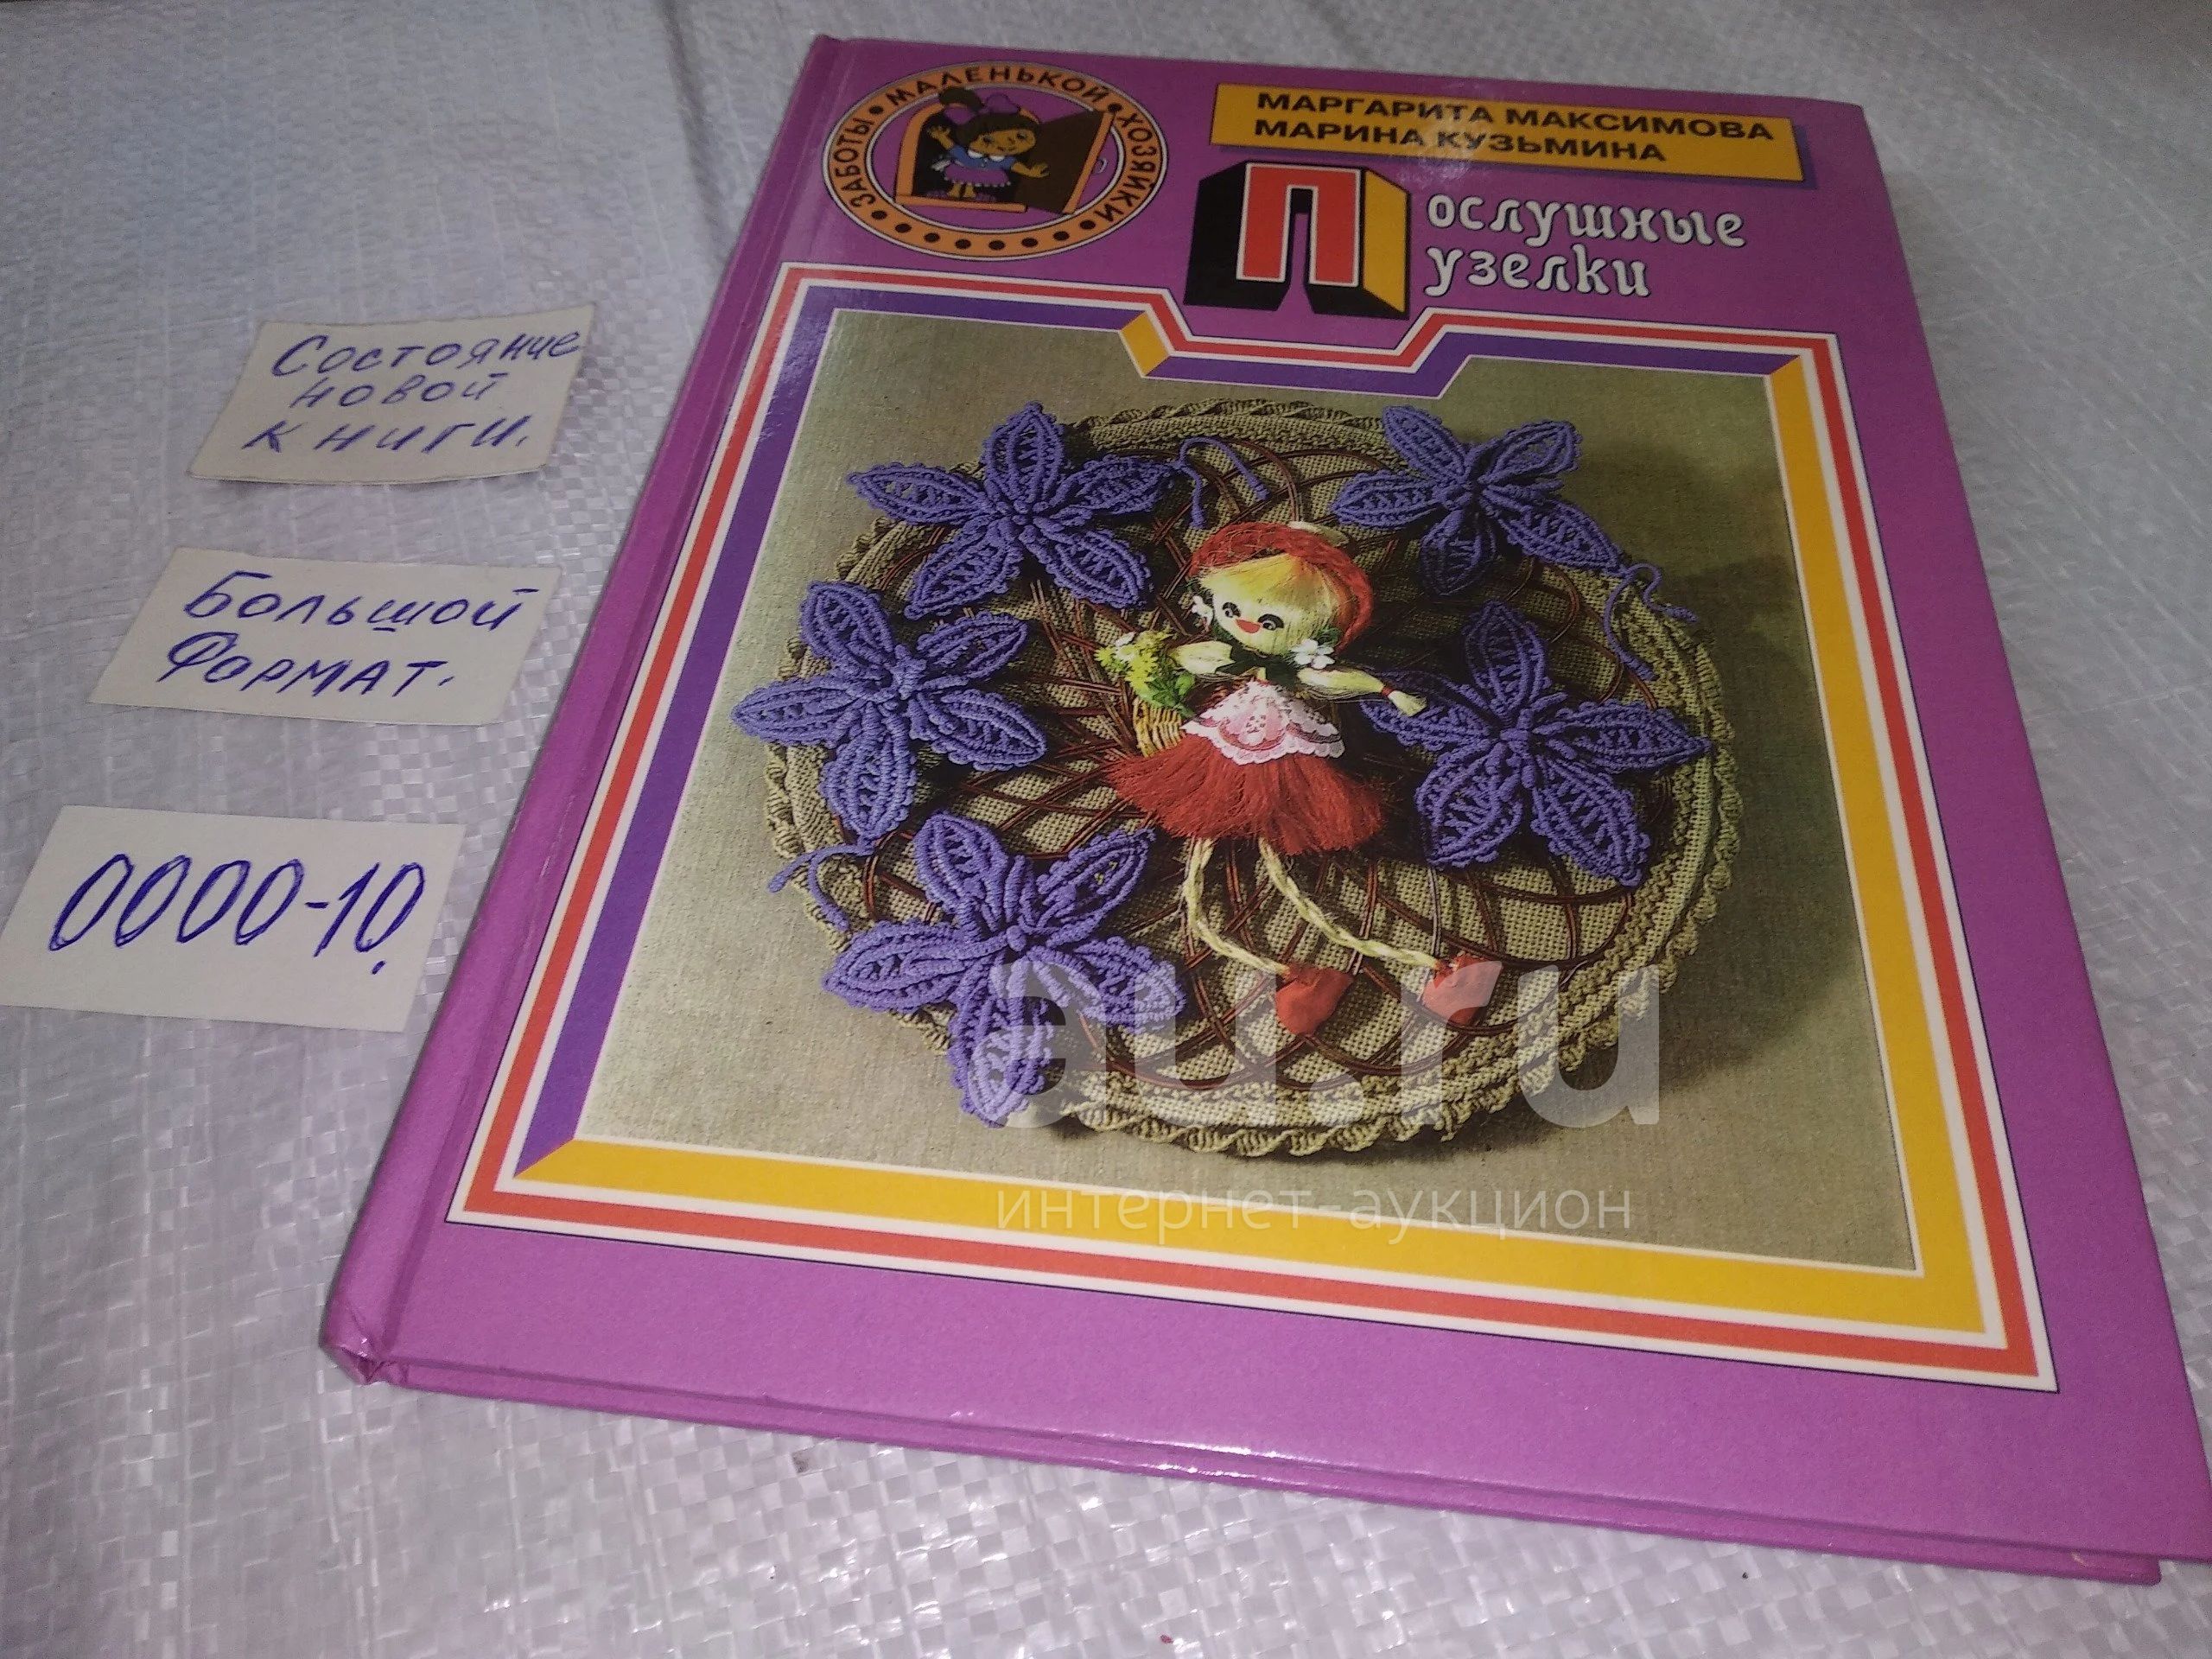 Состояние
новой
книги.
Большой
Формат.
0000-10.
ЗАБОТЫ • МАЛЕНЬКОЙ • ХОЗЯЙКИ
МАРГАРИТА МАКСИМОВА
МАРИНА КУЗЬМИНА
Послушные
узелки
au.ru
интернет-аукцион